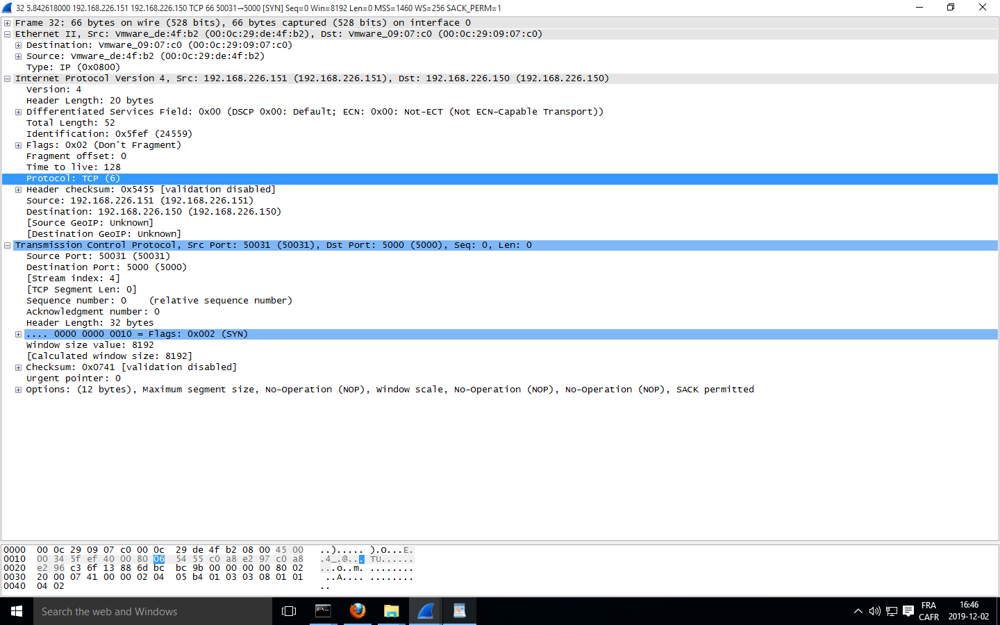 32 5.842618000 192.168.226.151 192.168.226.150 TCP 66 50031→5000 [SYN] Seq=0 Win=8192 Len=0 MSS=1460 WS=256 SACK_PERM=1
Frame 32: 66 bytes on wire (528 bits), 66 bytes captured (528 bits) on interface 0
Ethernet II, Src: Vmware_de:4f:b2 (00:0c:29:de:4f:b2), Dst: Vmware_09:07:c0 (00:0c:29:09:07:c0)
Destination: Vmware_09:07:c0 (00:0c:29:09:07:c0)
Source: Vmware_de:4f:b2 (00:0c:29:de:4f:b2)
Type: IP (0x0800)
Internet Protocol Version 4, Src: 192.168.226.151 (192.168.226.151), Dst: 192.168.226.150 (192.168.226.150)
Version: 4
Header Length: 20 bytes
Differentiated Services Field: 0x00 (DSCP 0x00: Default; ECN: 0x00: Not-ECT (Not ECN-Capable Transport))
Total Length: 52
Identification: 0x5fef (24559)
Flags: 0x02 (Don't Fragment)
Fragment offset: 0
Time to live: 128
Protocol: TCP (6)
Header checksum: 0x5455 [validation disabled]
Source: 192.168.226.151 (192.168.226.151)
Destination: 192.168.226.150 (192.168.226.150)
[Source GeoIP: Unknown]
[Destination GeoIP: Unknown]
Transmission Control Protocol, Src Port: 50031 (50031), Dst Port: 5000 (5000), Seq: 0, Len: 0
Source Port: 50031 (50031)
Destination Port: 5000 (5000)
[Stream index: 4]
[TCP Segment Len: 0]
Sequence number: 0    (relative sequence number)
Acknowledgment number: 0
Header Length: 32 bytes
.... 0000 0000 0010 = Flags: 0x002 (SYN)
Window size value: 8192
[Calculated window size: 8192]
Checksum: 0x0741 [validation disabled]
Urgent pointer: 0
Options: (12 bytes), Maximum segment size, No-Operation (NOP), Window scale, No-Operation (NOP), No-Operation (NOP), SACK permitted
0000  00 0c 29 09 07 c0 00 0c  29 de 4f b2 08 00 45 00   ..)..... ).O...E.
0010  00 34 5f ef 40 00 80 06  54 55 c0 a8 e2 97 c0 a8   .4_.@... TU......
0020  e2 96 c3 6f 13 88 6d bc  bc 9b 00 00 00 00 80 02   ...o..m. ........
0030  20 00 07 41 00 00 02 04  05 b4 01 03 03 08 01 01    ..A.... ........
0040  04 02                                              ..
Search the web and Windows
FRA
CAFR
16:46
2019-12-02